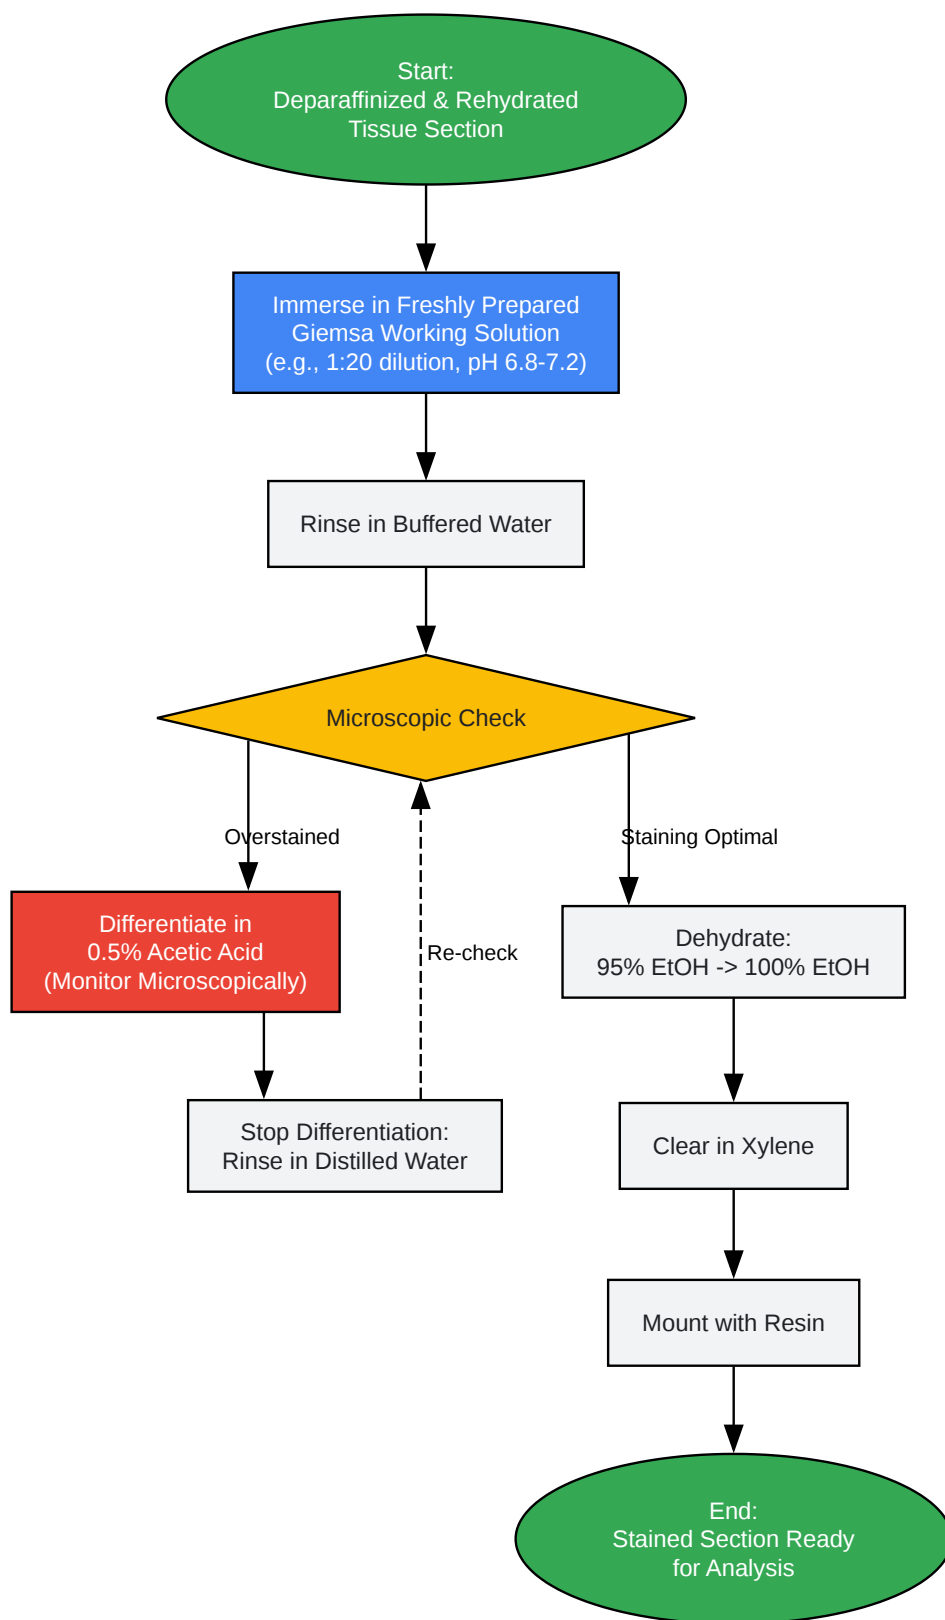 Start:
Deparaffinized & Rehydrated
Tissue Section
Immerse in Freshly Prepared
Giemsa Working Solution
(e.g., 1:20 dilution, pH 6.8-7.2)
Rinse in Buffered Water
Microscopic Check
Overstained
Staining Optimal
Differentiate in
0.5% Acetic Acid
(Monitor Microscopically)
Re-check
Dehydrate:
95% EtOH -> 100% EtOH
Stop Differentiation:
Rinse in Distilled Water
Clear in Xylene
Mount with Resin
End:
Stained Section Ready
for Analysis